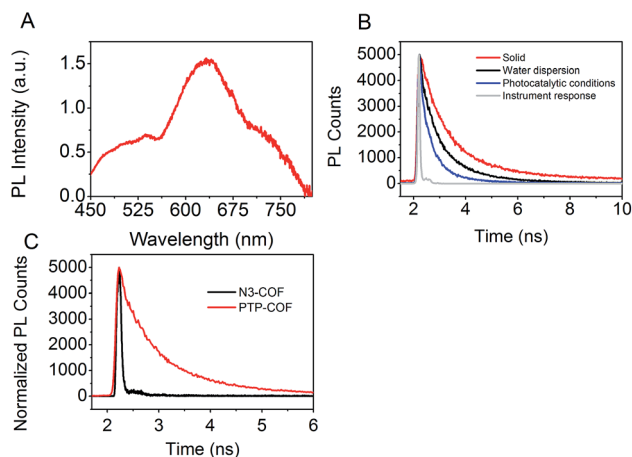 A
PL Intensity (a.u.)
1.5
1.0
0.5
0.0
450 525 600 675 750
Wavelength (nm)
B
PL Counts
5000
4000
3000
2000
1000
0
2 4 6 8 10
Time (ns)
Solid
Water dispersion
Photocatalytic conditions
Instrument response
C
Normalized PL Counts
5000
4000
3000
2000
1000
0
2 3 4 5 6
Time (ns)
N3-COF
PTP-COF